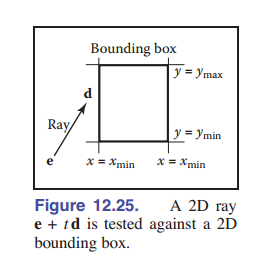 Bounding box
y = ymax
d
Ray
y = ymin
e
x = xmin x = xmin
Figure 12.25. A 2D ray
e + td is tested against a 2D
bounding box.